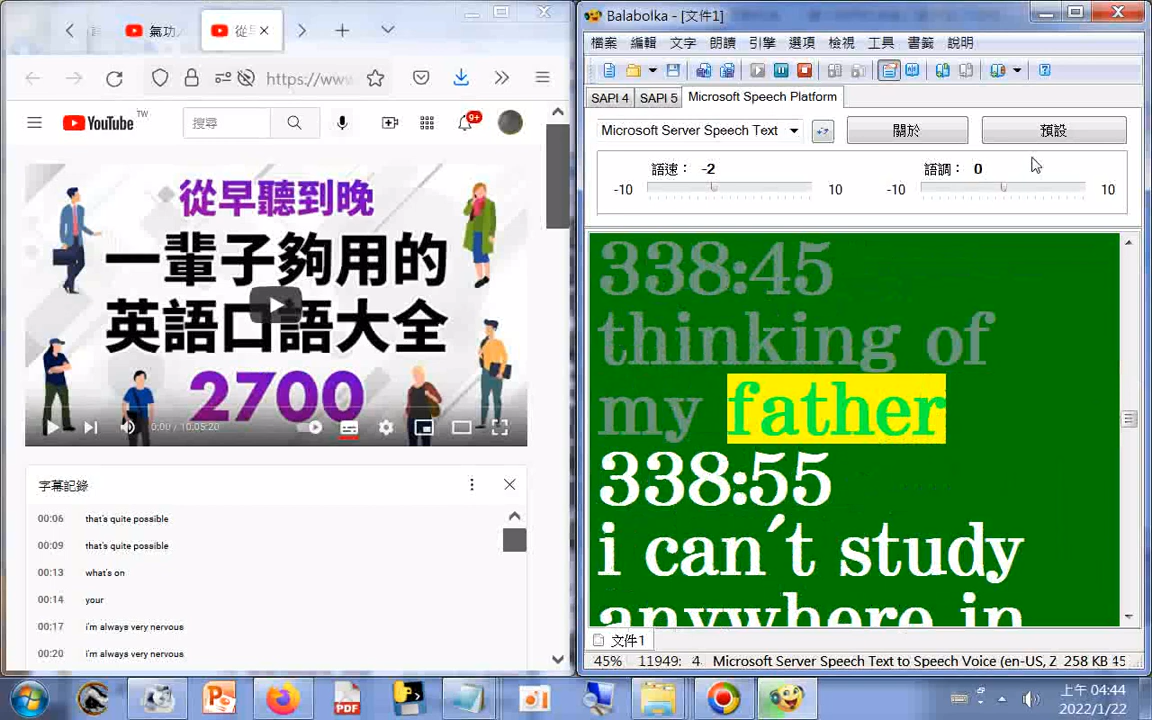 氣功
從
https://www
YouTube TW
搜尋
9+
從早聽到晚
一輩子夠用的
英語口語大全
2700
0:00 / 10:05:20
字幕記錄
00:06 that's quite possible
00:09 that's quite possible
00:13 what's on
00:14 your
00:17 i'm always very nervous
00:20 i'm always very nervous
Balabolka - [文件1]
檔案 編輯 文字 朗讀 引擎 選項 檢視 工具 書籤 說明
SAPI 4 SAPI 5 Microsoft Speech Platform
Microsoft Server Speech Text 關於 預設
語速： -2 語調： 0
-10 10 -10 10
338:45
thinking of
my father
338:55
i can't study
anywhere in
文件1
45% 11949: 4 Microsoft Server Speech Text to Speech Voice (en-US, Z 258 KB 45
PDF
上午 04:44
2022/1/22